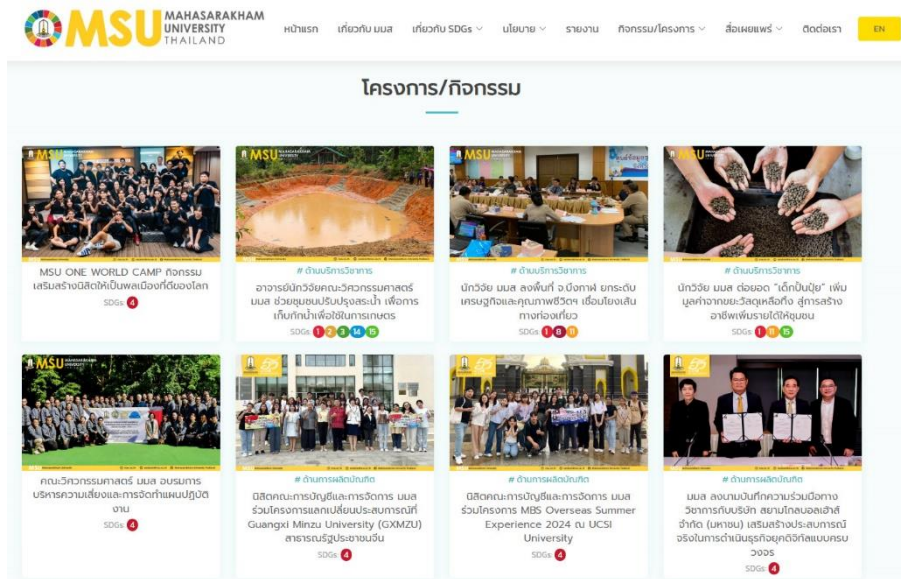 MSU MAHASARAKHAM
UNIVERSITY
THAILAND
หน้าแรก เกี่ยวกับ มมส เกี่ยวกับ SDGs นโยบาย รายงาน กิจกรรม/โครงการ สื่อเผยแพร่ ติดต่อเรา EN
โครงการ/กิจกรรม
MSU ONE WORLD CAMP กิจกรรม
เสริมสร้างนิสิตให้เป็นพลเมืองที่ดีของโลก
SDGs: 4
# ด้านบริการวิชาการ
อาจารย์นักวิจัยคณะวิศวกรรมศาสตร์
มมส ช่วยชุมชนปรับปรุงสระน้ำ เพื่อการ
เก็บกักน้ำเพื่อใช้ในการเกษตร
SDGs: 1 2 3 14 15
# ด้านบริการวิชาการ
นักวิจัย มมส ลงพื้นที่ จ.บึงกาฬ ยกระดับ
เศรษฐกิจและคุณภาพชีวิตฯ เชื่อมโยงเส้น
ทางท่องเที่ยว
SDGs: 1 8 11
# ด้านบริการวิชาการ
นักวิจัย มมส ต่อยอด "เด็กปั้นปุ๋ย" เพิ่ม
มูลค่าจากขยะวัสดุเหลือทิ้ง สู่การสร้าง
อาชีพเพิ่มรายได้ให้ชุมชน
SDGs: 1 11 15
คณะวิศวกรรมศาสตร์ มมส อบรมการ
บริหารความเสี่ยงและการจัดทำแผนปฏิบัติ
งาน
SDGs: 4
# ด้านการผลิตบัณฑิต
นิสิตคณะการบัญชีและการจัดการ มมส
ร่วมโครงการแลกเปลี่ยนประสบการณ์ที่
Guangxi Minzu University (GXMZU)
สาธารณรัฐประชาชนจีน
SDGs: 4
# ด้านการผลิตบัณฑิต
นิสิตคณะการบัญชีและการจัดการ มมส
ร่วมโครงการ MBS Overseas Summer
Experience 2024 ณ UCSI
University
SDGs: 4
# ด้านการผลิตบัณฑิต
มมส ลงนามบันทึกความร่วมมือทาง
วิชาการกับบริษัท สยามโกลบอลเฮ้าส์
จำกัด (มหาชน) เสริมสร้างประสบการณ์
จริงในการดำเนินธุรกิจยุคดิจิทัลแบบครบ
วงจร
SDGs: 4